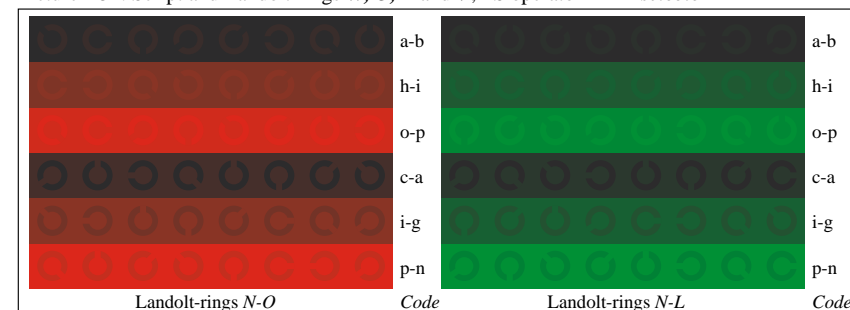 a-b a-b
h-i h-i
o-p o-p
c-a c-a
i-g i-g
p-n p-n
Landolt-rings N-O Code Landolt-rings N-L Code